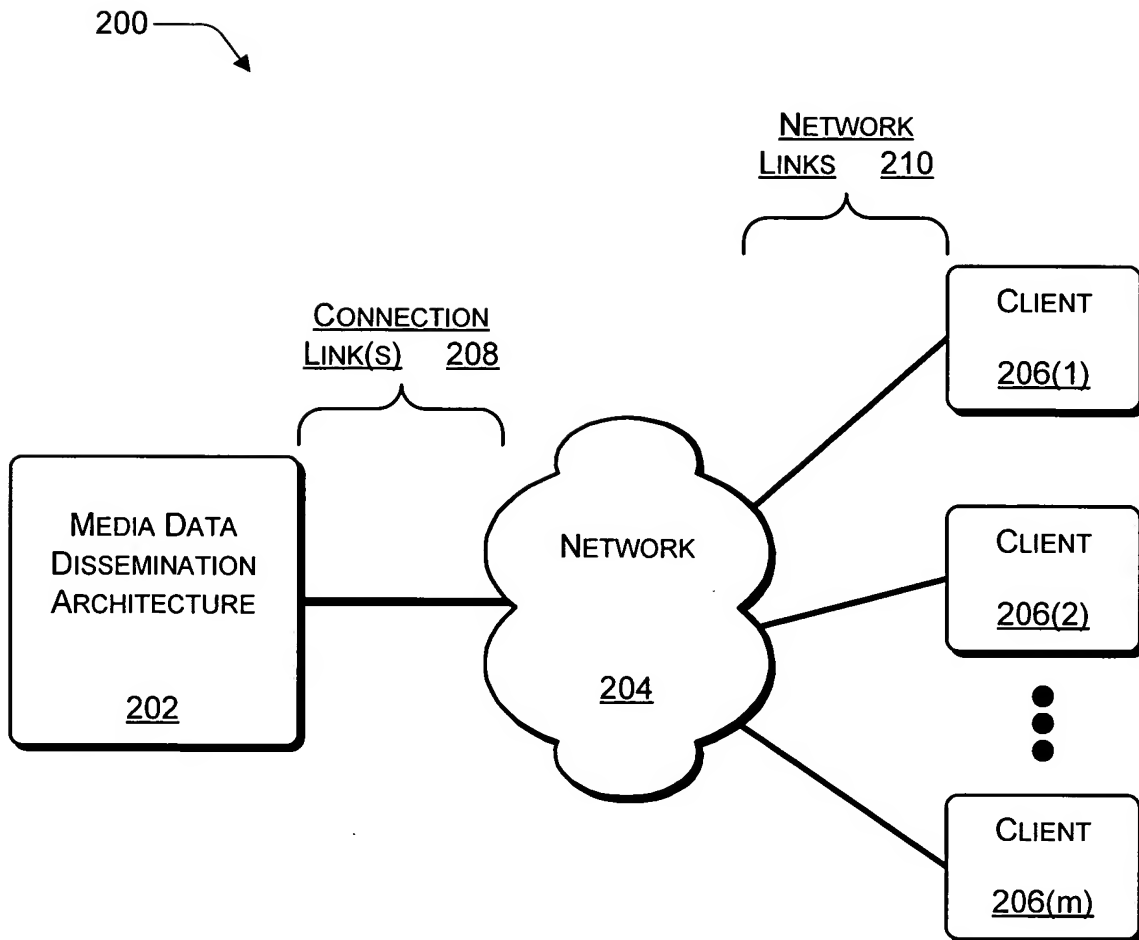 200
NETWORK
LINKS 210
CONNECTION
LINK(S) 208
MEDIA DATA
DISSEMINATION
ARCHITECTURE
202
NETWORK
204
CLIENT
206(1)
CLIENT
206(2)
CLIENT
206(m)